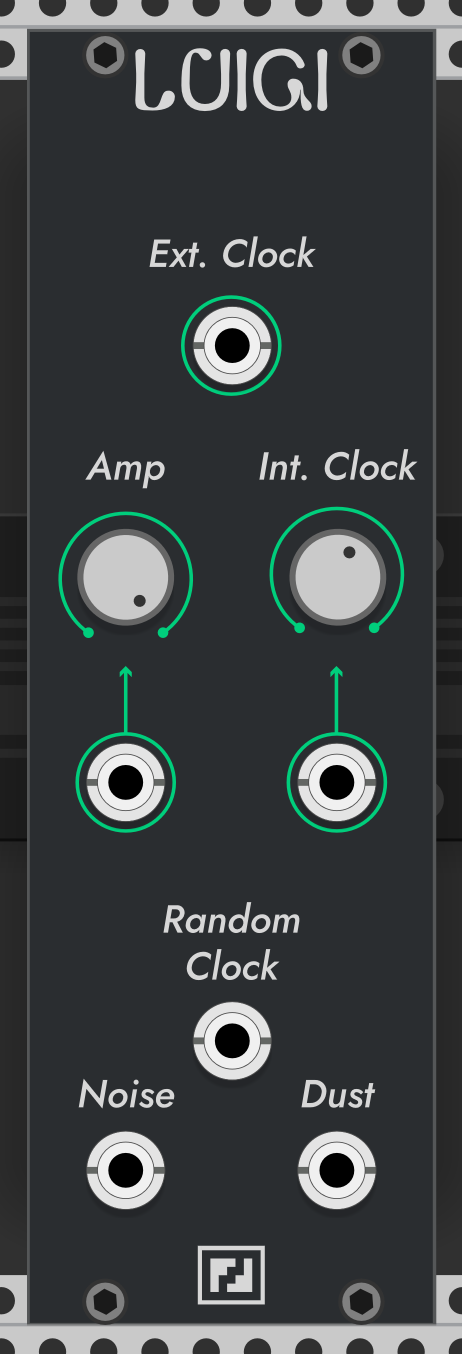 LUIGI
Ext. Clock
Amp Int. Clock
Random
Clock
Noise Dust